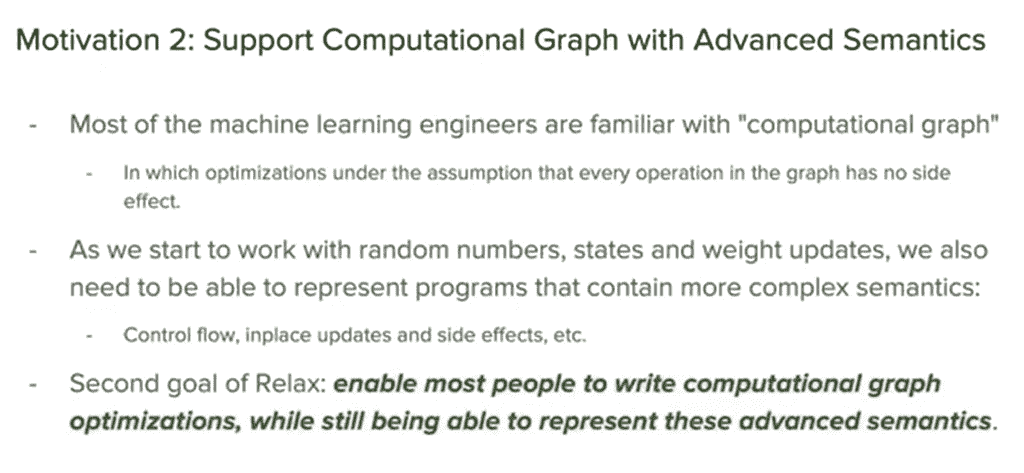 Motivation 2: Support Computational Graph with Advanced Semantics
- Most of the machine learning engineers are familiar with "computational graph"
- In which optimizations under the assumption that every operation in the graph has no side
effect.
- As we start to work with random numbers, states and weight updates, we also
need to be able to represent programs that contain more complex semantics:
- Control flow, inplace updates and side effects, etc.
- Second goal of Relax: enable most people to write computational graph
optimizations, while still being able to represent these advanced semantics.